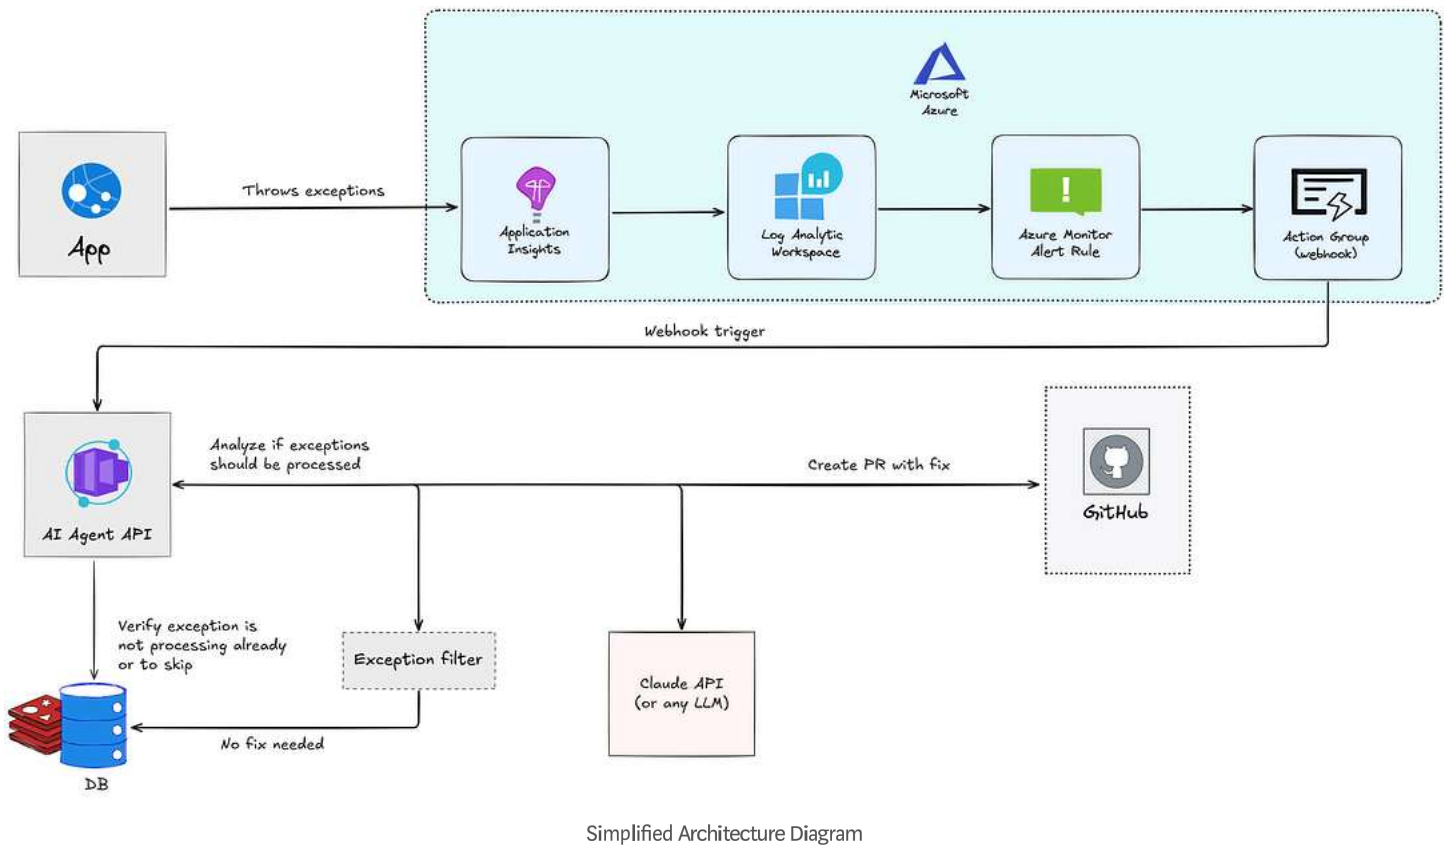 Microsoft
Azure
App
Throws exceptions
Application
Insights
Log Analytic
Workspace
Azure Monitor
Alert Rule
Action Group
(webhook)
Webhook trigger
AI Agent API
Analyze if exceptions
should be processed
Create PR with fix
GitHub
Verify exception is
not processing already
or to skip
Exception filter
Claude API
(or any LLM)
No fix needed
DB
Simplified Architecture Diagram